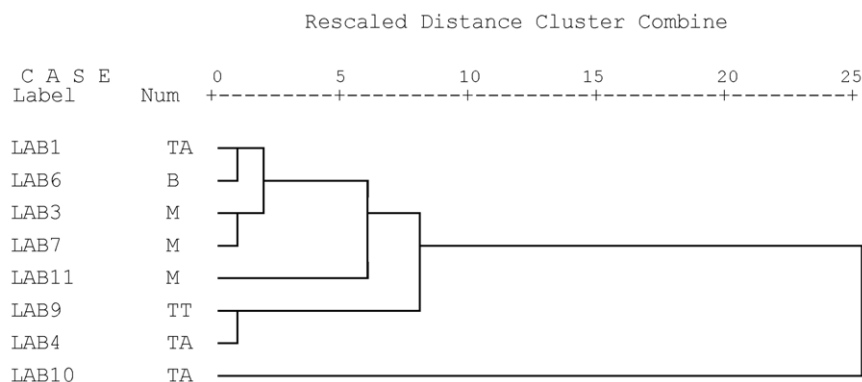 Rescaled Distance Cluster Combine
C A S E 0 5 10 15 20 25
Label Num +---------+---------+---------+---------+---------+
LAB1 TA
LAB6 B
LAB3 M
LAB7 M
LAB11 M
LAB9 TT
LAB4 TA
LAB10 TA